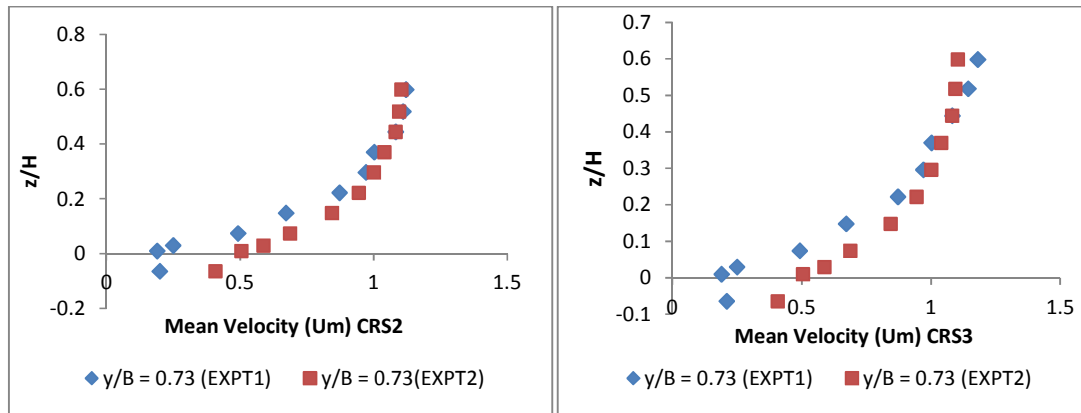 0.8
0.6
0.4
0.2
0
-0.2
z/H
0 0.5 1 1.5
Mean Velocity (Um) CRS2
y/B = 0.73 (EXPT1) y/B = 0.73(EXPT2)
0.7
0.6
0.5
0.4
0.3
0.2
0.1
0
-0.1
z/H
0 0.5 1 1.5
Mean Velocity (Um) CRS3
y/B = 0.73 (EXPT1) y/B = 0.73 (EXPT2)